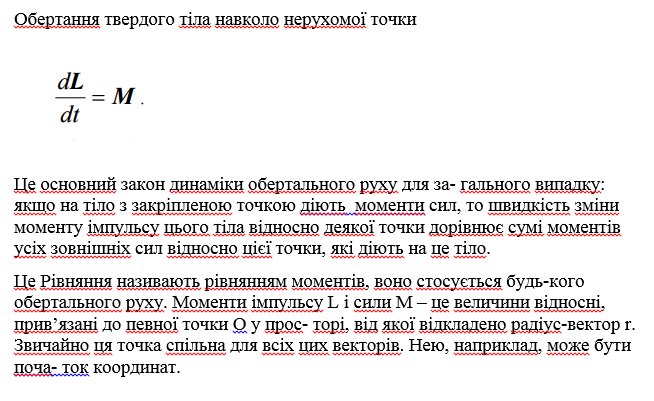 Обертання твердого тіла навколо нерухомої точки
dL
dt
= M .
Це основний закон динаміки обертального руху для за- гального випадку:
якщо на тіло з закріпленою точкою діють  моменти сил, то швидкість зміни
моменту імпульсу цього тіла відносно деякої точки дорівнює сумі моментів
усіх зовнішніх сил відносно цієї точки, які діють на це тіло.
Це Рівняння називають рівнянням моментів, воно стосується будь-кого
обертального руху. Моменти імпульсу L і сили M – це величини відносні,
прив’язані до певної точки О у прос- торі, від якої відкладено радіус-вектор r.
Звичайно ця точка спільна для всіх цих векторів. Нею, наприклад, може бути
поча- ток координат.